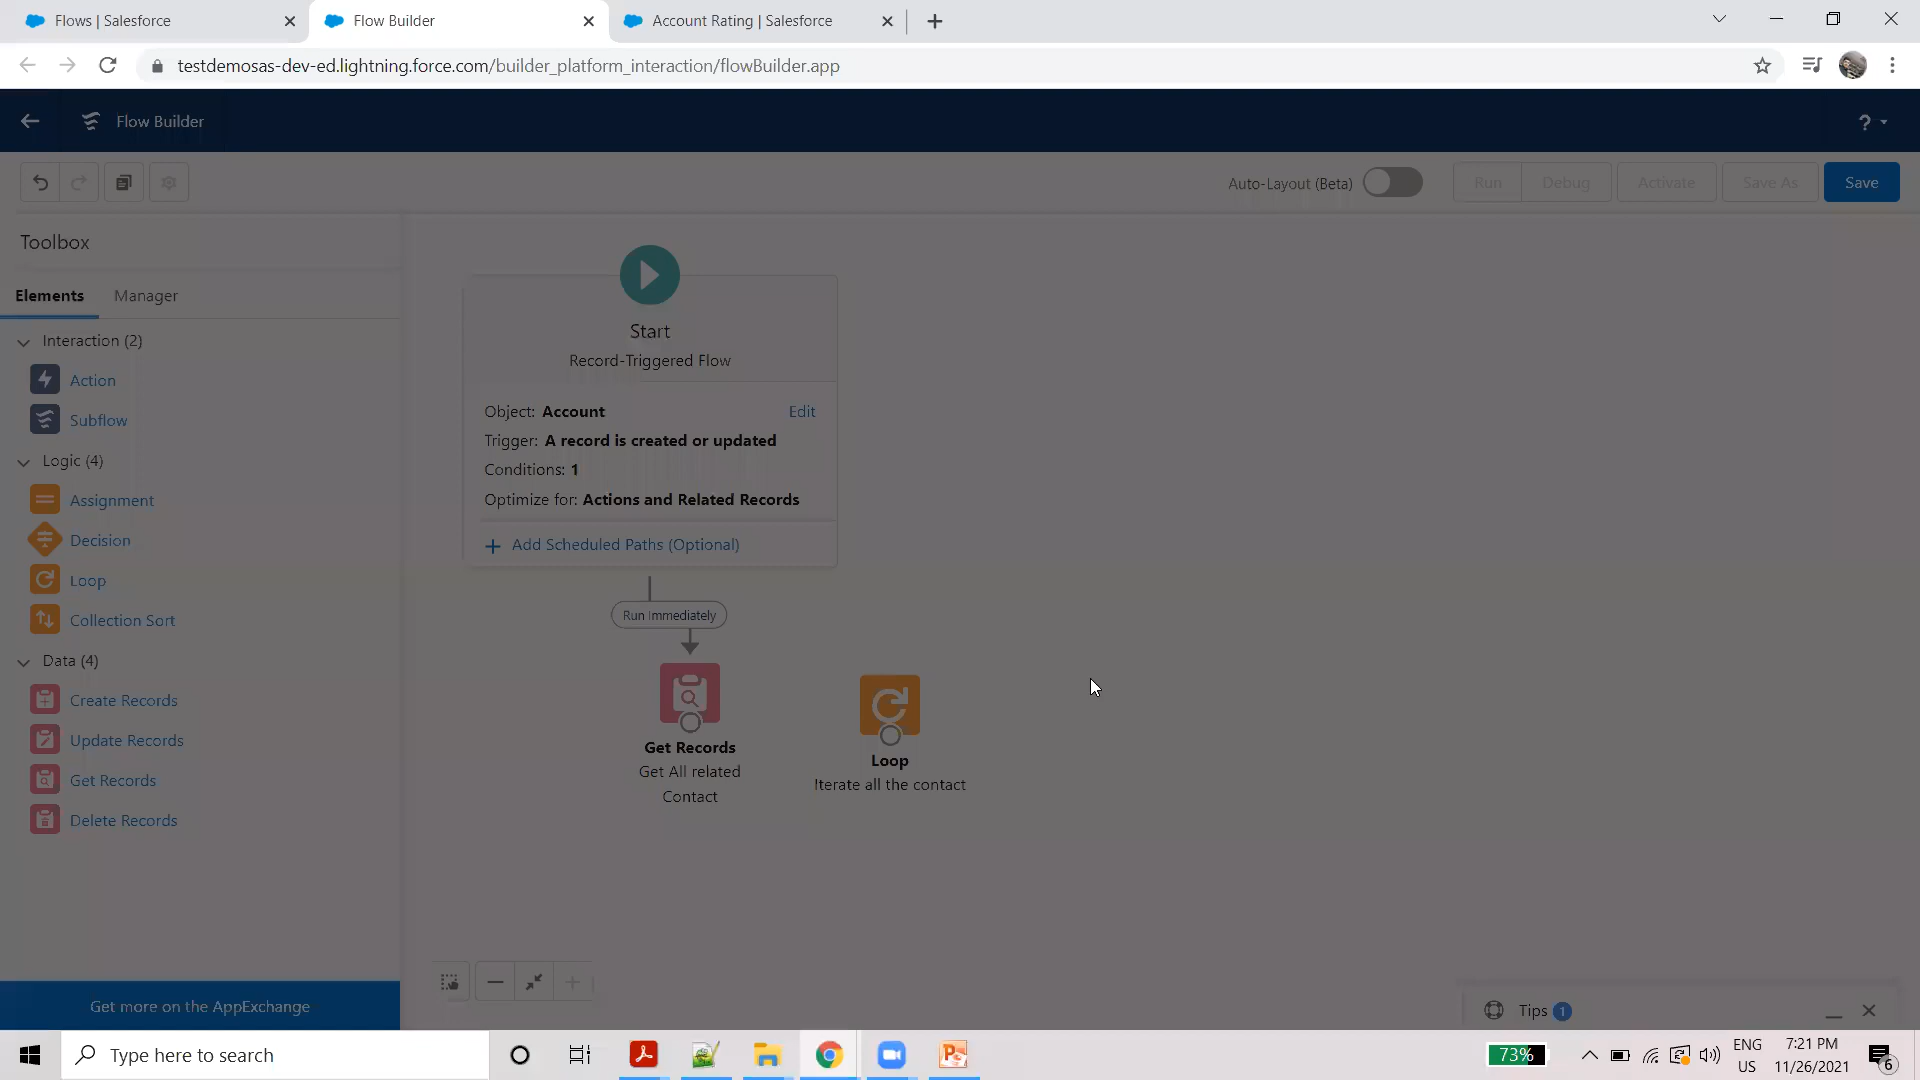 Flows | Salesforce
Flow Builder
Account Rating | Salesforce
testdemosas-dev-ed.lightning.force.com/builder_platform_interaction/flowBuilder.app
Flow Builder
?
Auto-Layout (Beta)
Run
Debug
Activate
Save As
Save
Toolbox
Elements
Manager
Interaction (2)
Action
Subflow
Logic (4)
Assignment
Decision
Loop
Collection Sort
Data (4)
Create Records
Update Records
Get Records
Delete Records
Get more on the AppExchange
Start
Record-Triggered Flow
Object: Account
Edit
Trigger: A record is created or updated
Conditions: 1
Optimize for: Actions and Related Records
Add Scheduled Paths (Optional)
Run Immediately
Get Records
Get All related
Contact
Loop
Iterate all the contact
Tips 1
Type here to search
73%
ENG
US
7:21 PM
11/26/2021
6